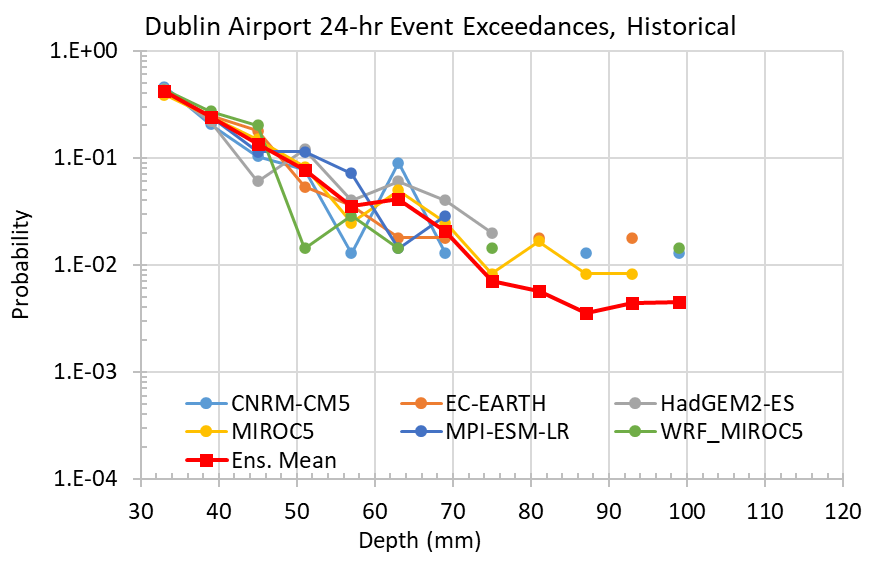 Dublin Airport 24-hr Event Exceedances, Historical
1.E+00
1.E-01
1.E-02
1.E-03
1.E-04
Probability
CNRM-CM5 EC-EARTH HadGEM2-ES
MIROC5 MPI-ESM-LR WRF_MIROC5
Ens. Mean
30 40 50 60 70 80 90 100 110 120
Depth (mm)